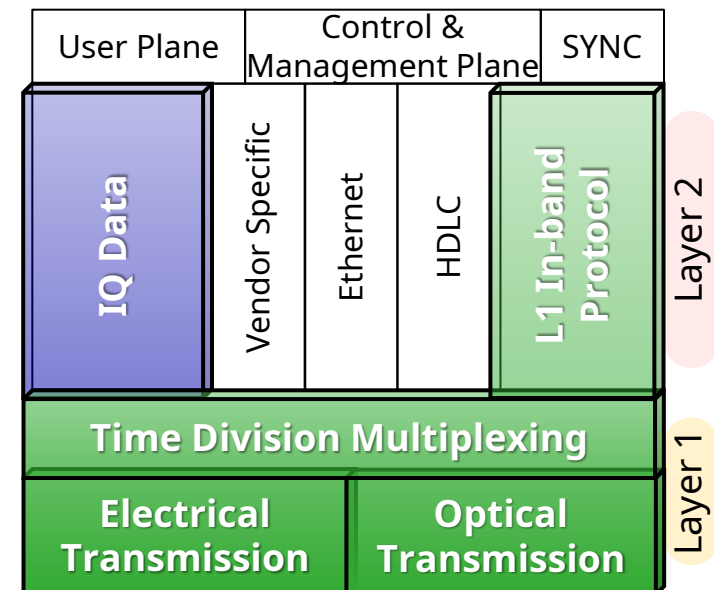 User Plane
Control &
Management Plane
SYNC
IQ Data
Vendor Specific
Ethernet
HDLC
L1 In-band
Protocol
Layer 2
Time Division Multiplexing
Layer 1
Electrical
Transmission
Optical
Transmission